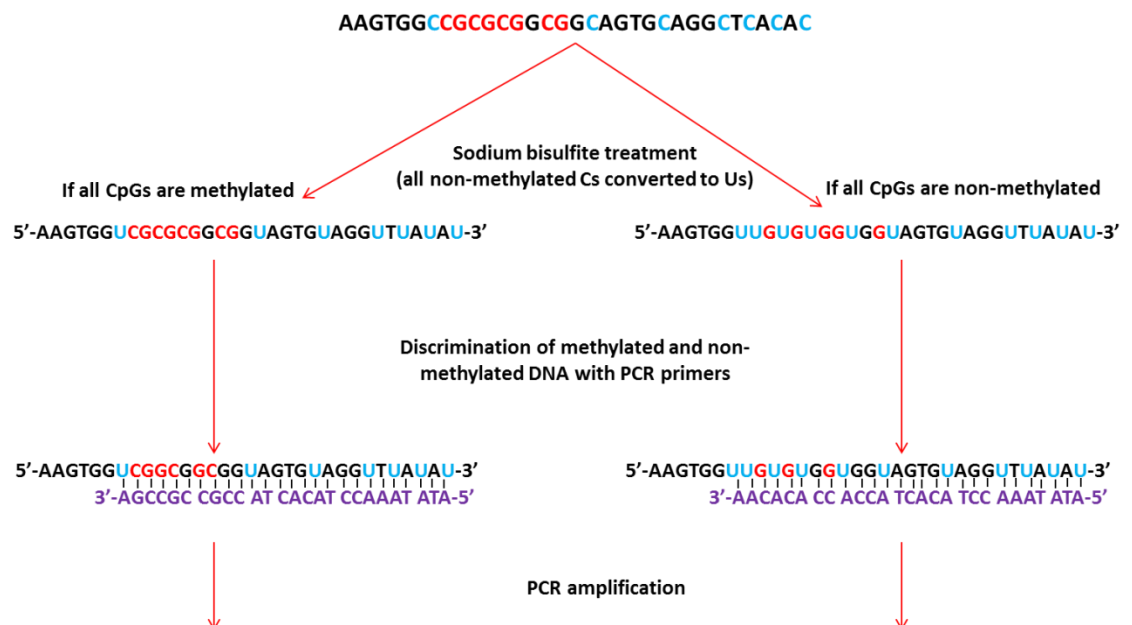 AAGTGGCCGCGCGGCGGCAGTGCAGGCTCACAC
Sodium bisulfite treatment
(all non-methylated Cs converted to Us)
If all CpGs are methylated
If all CpGs are non-methylated
5’-AAGTGGUCGCGCGGCGGUAGTGUAGGUTUAUAU-3’
5’-AAGTGGUUGUGUGGUGGUAGTGUAGGUTUAUAU-3’
Discrimination of methylated and non-
methylated DNA with PCR primers
5’-AAGTGGUCGGCGGCGGUAGTGUAGGUTUAUAU-3’
3’-AGCCGC CGCC AT CACAT CCAAAT ATA-5’
5’-AAGTGGUUGUGUGGUGGUAGTGUAGGUTUAUAU-3’
3’-AACACA CC ACCA TCACA TCC AAAT ATA-5’
PCR amplification